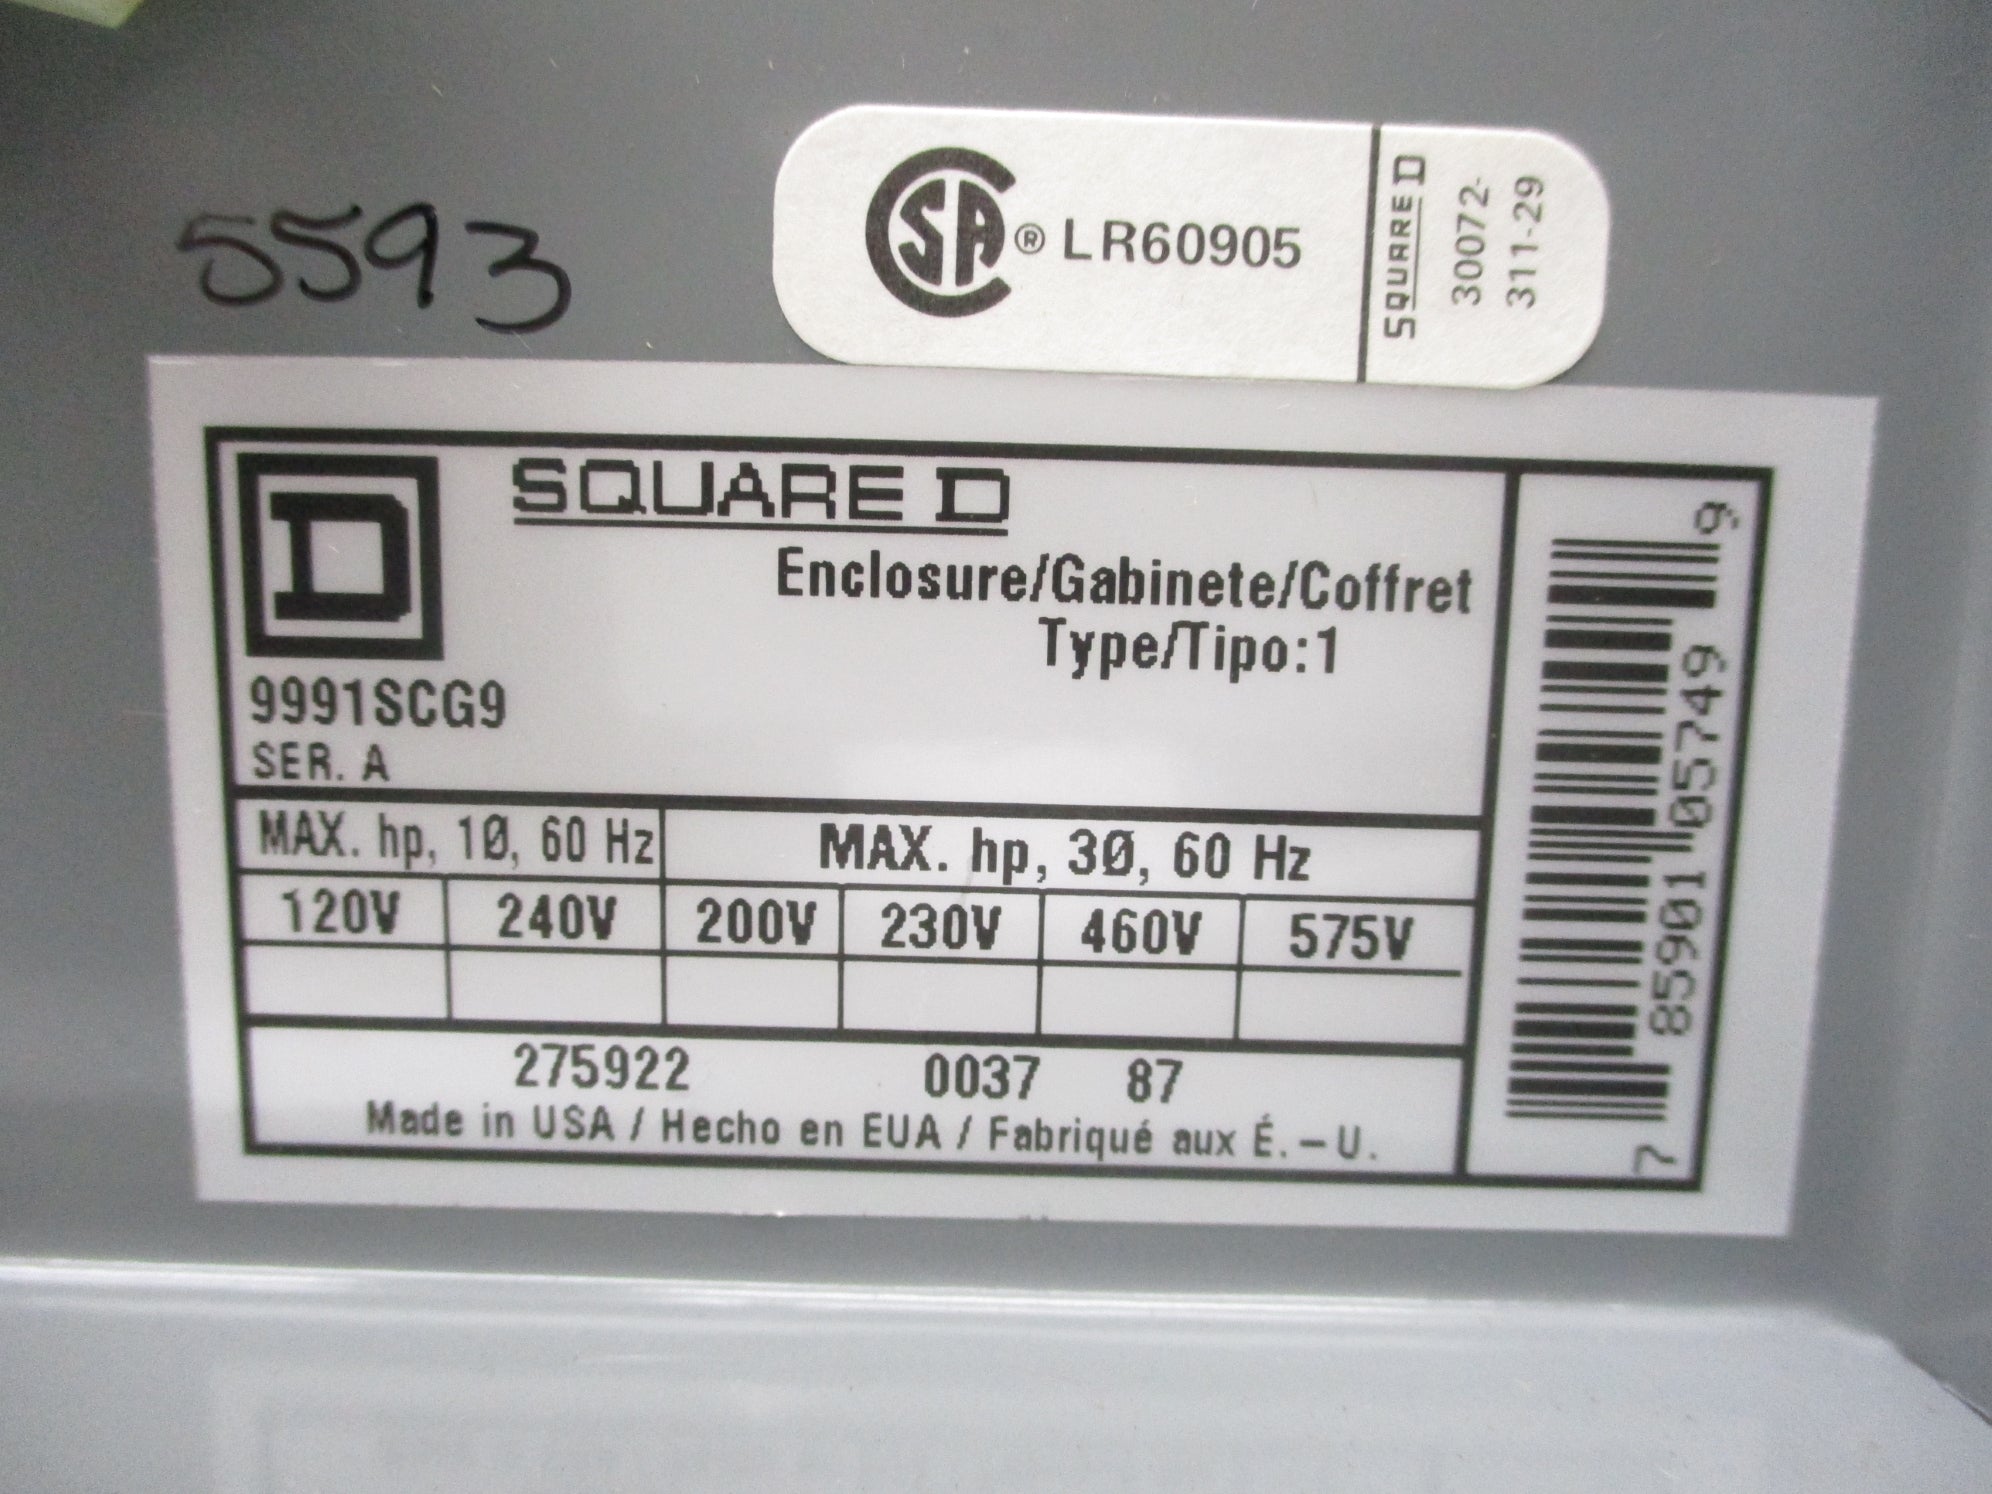 5593
CSA ® LR60905
SQUARE D
30072-
311-29
D
SQUARE D
Enclosure/Gabinete/Coffret
Type/Tipo:1
9991SCG9
SER. A
MAX. hp, 1Ø, 60 Hz MAX. hp, 3Ø, 60 Hz
120V 240V 200V 230V 460V 575V
275922 0037 87
Made in USA / Hecho en EUA / Fabriqué aux É. – U.
7 85901 05749 9